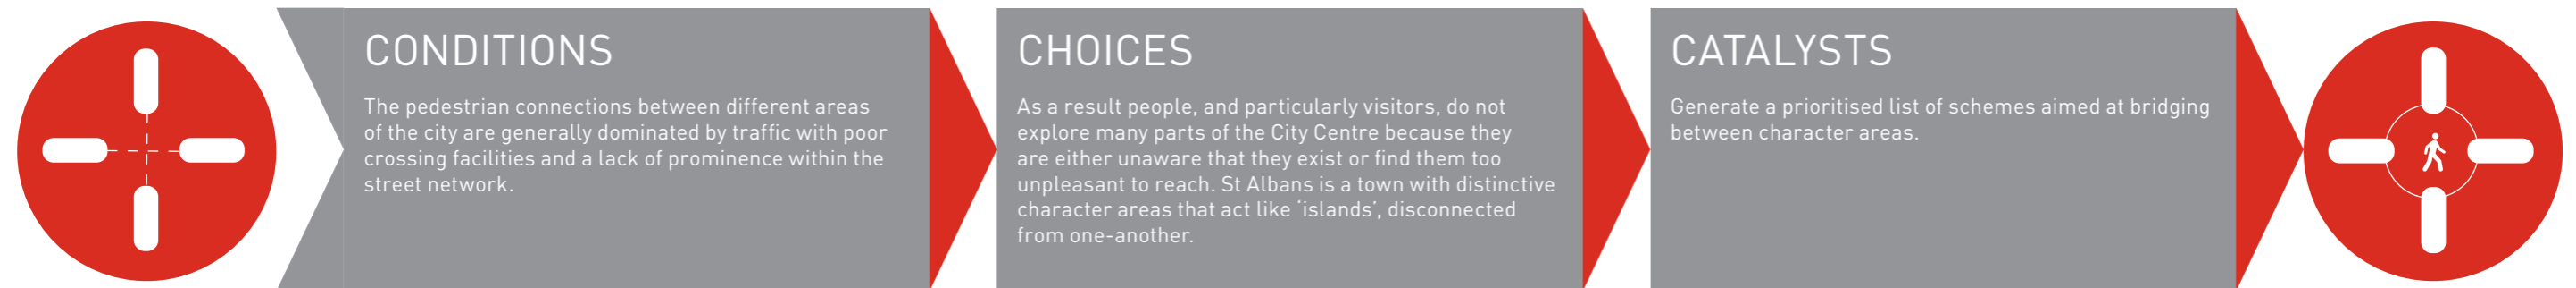 CONDITIONS
The pedestrian connections between different areas
of the city are generally dominated by traffic with poor
crossing facilities and a lack of prominence within the
street network.
CHOICES
As a result people, and particularly visitors, do not
explore many parts of the City Centre because they
are either unaware that they exist or find them too
unpleasant to reach. St Albans is a town with distinctive
character areas that act like ‘islands’, disconnected
from one-another.
CATALYSTS
Generate a prioritised list of schemes aimed at bridging
between character areas.